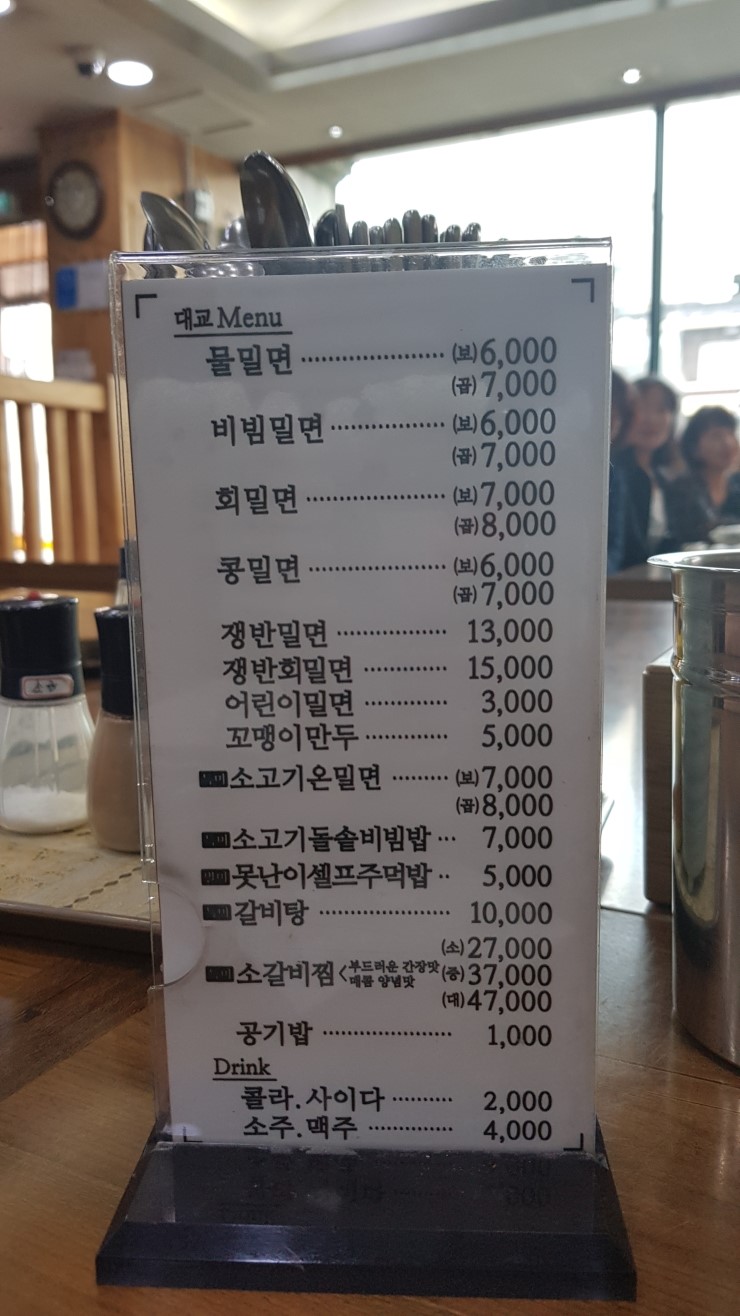 대교 Menu
물밀면 ····················· (보) 6,000
(곱) 7,000
비빔밀면 ················· (보) 6,000
(곱) 7,000
회밀면 ····················· (보) 7,000
(곱) 8,000
콩밀면 ····················· (보) 6,000
(곱) 7,000
쟁반밀면 ················· 13,000
쟁반회밀면 ············· 15,000
어린이밀면 ············· 3,000
꼬맹이만두 ············· 5,000
소고기온밀면 ·········· (보) 7,000
(곱) 8,000
소고기돌솥비빔밥 ··· 7,000
못난이셀프주먹밥 ·· 5,000
갈비탕 ····················· 10,000
(소) 27,000
소갈비찜 < 부드러운 간장맛 (중) 37,000
매콤 양념맛
(대) 47,000
공기밥 ····················· 1,000
Drink
콜라.사이다 ·········· 2,000
소주.맥주 ·············· 4,000